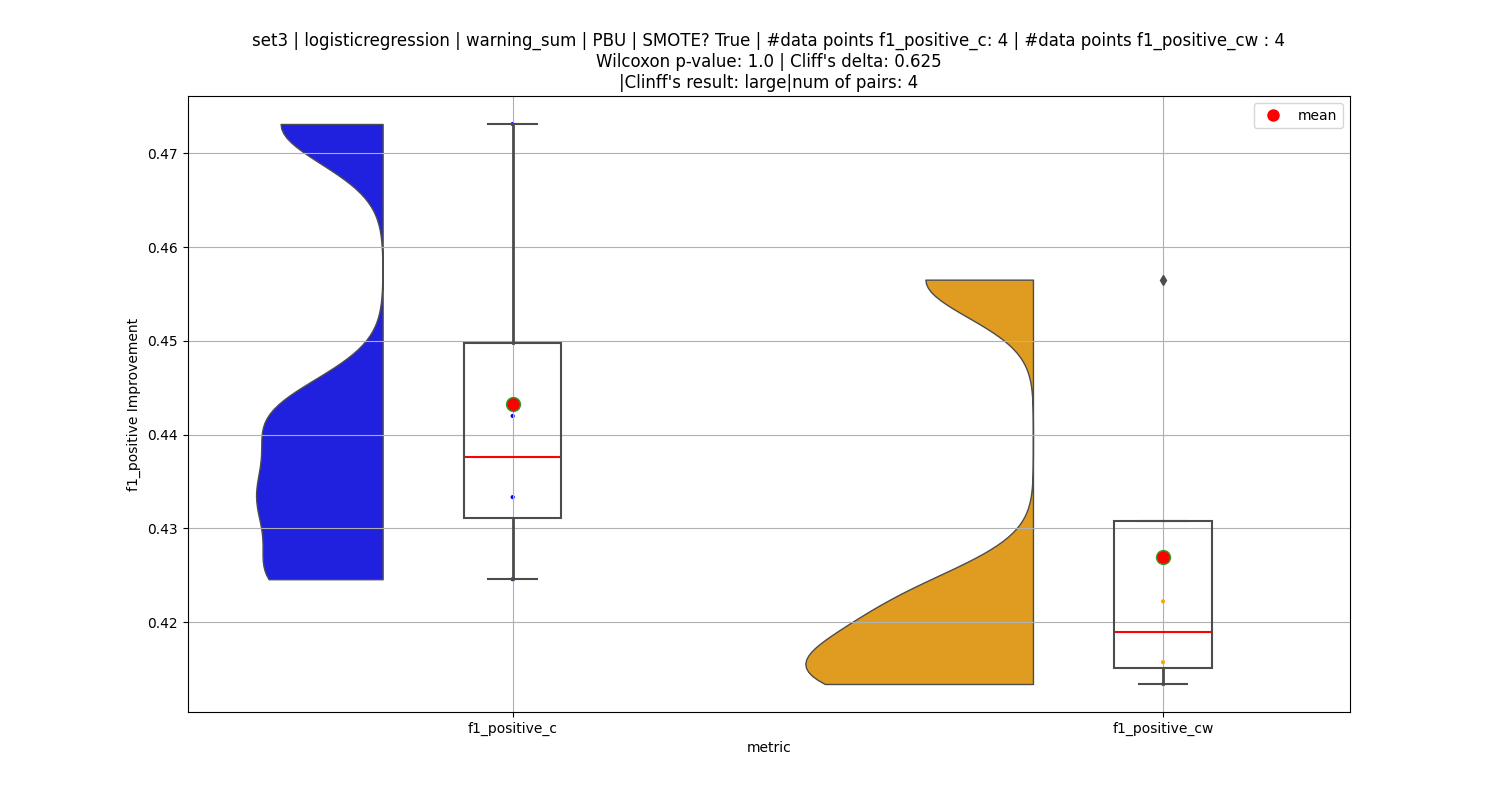 set3 | logisticregression | warning_sum | PBU | SMOTE? True | #data points f1_positive_c: 4 | #data points f1_positive_cw : 4
Wilcoxon p-value: 1.0 | Cliff's delta: 0.625
|Clinff's result: large|num of pairs: 4
mean
0.47
0.46
0.45
0.44
0.43
0.42
f1_positive Improvement
f1_positive_c
f1_positive_cw
metric